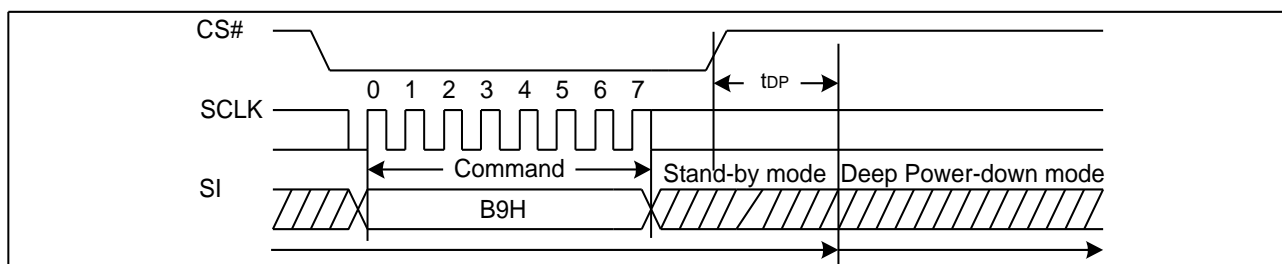 CS#
tDP
0 1 2 3 4 5 6 7
SCLK
Command
Stand-by mode Deep Power-down mode
SI
B9H